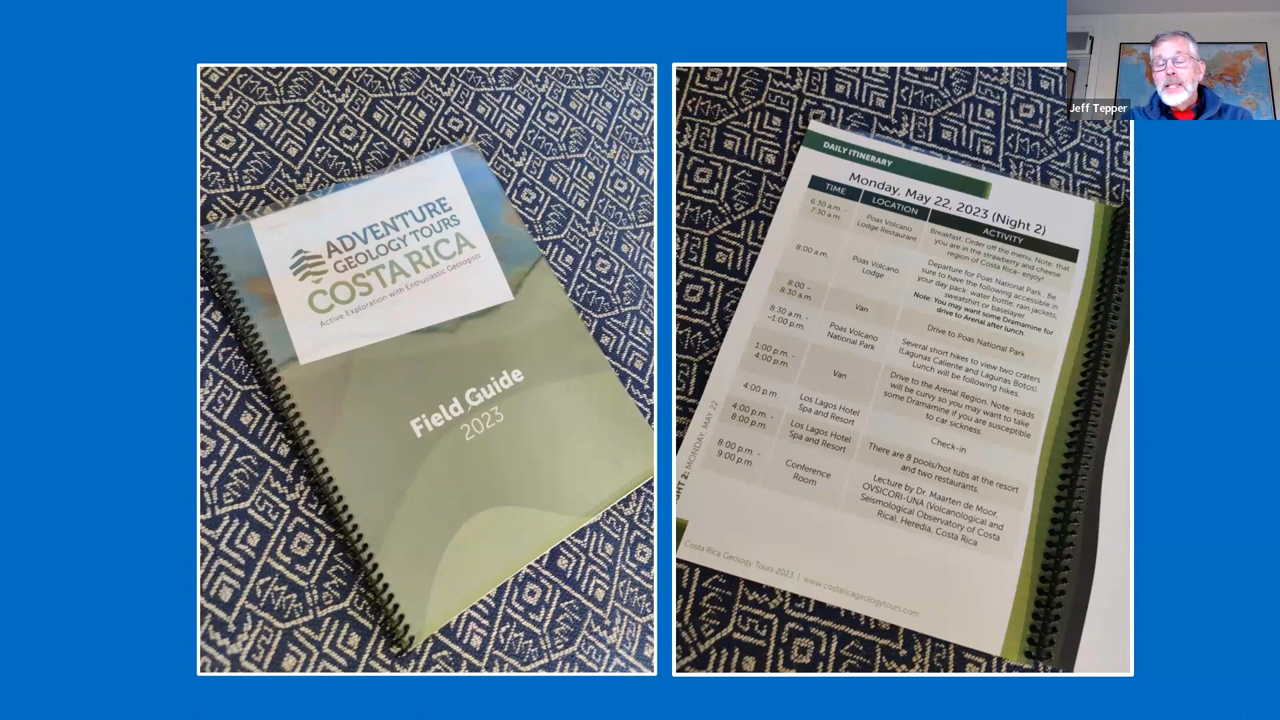 Jeff Tepper
ADVENTURE
GEOLOGY TOURS
COSTA RICA
Active Exploration with Enthusiastic Geologists
Field Guide
2023
DAILY ITINERARY
Monday, May 22, 2023 (Night 2)
TIME
LOCATION
ACTIVITY
6:30 a.m. -
7:30 a.m.
Poas Volcano
Lodge Restaurant
Breakfast. Order off the menu. Note: that
you are in the strawberry and cheese
region of Costa Rica- enjoy!
8:00 a.m.
Poas Volcano
Lodge
Departure for Poas National Park. Be
sure to have the following accessible in
your day pack: water bottle, rain jackets,
sweatshirt or baselayer.
Note: You may want some Dramamine for
drive to Arenal after lunch.
8:00 –
8:30 a.m.
Van
Drive to Poas National Park
8:30 a.m. -
~1:00 p.m.
Poas Volcano
National Park
Several short hikes to view two craters
(Lagunas Caliente and Lagunas Botos).
Lunch will be following hikes.
1:00 p.m. -
4:00 p.m.
Van
Drive to the Arenal Region. Note: roads
will be curvy so you may want to take
some Dramamine if you are susceptible
to car sickness.
4:00 p.m.
Los Lagos Hotel
Spa and Resort
Check-in
4:00 p.m. -
8:00 p.m.
Los Lagos Hotel
Spa and Resort
There are 8 pools/hot tubs at the resort
and two restaurants.
8:00 p.m. -
9:00 p.m.
Conference
Room
Lecture by Dr. Maarten de Moor,
OVSICORI-UNA (Volcanological and
Seismological Observatory of Costa
Rica), Heredia, Costa Rica
GHT 2: MONDAY, MAY 22
Costa Rica Geology Tours 2023 | www.costaricageologytours.com